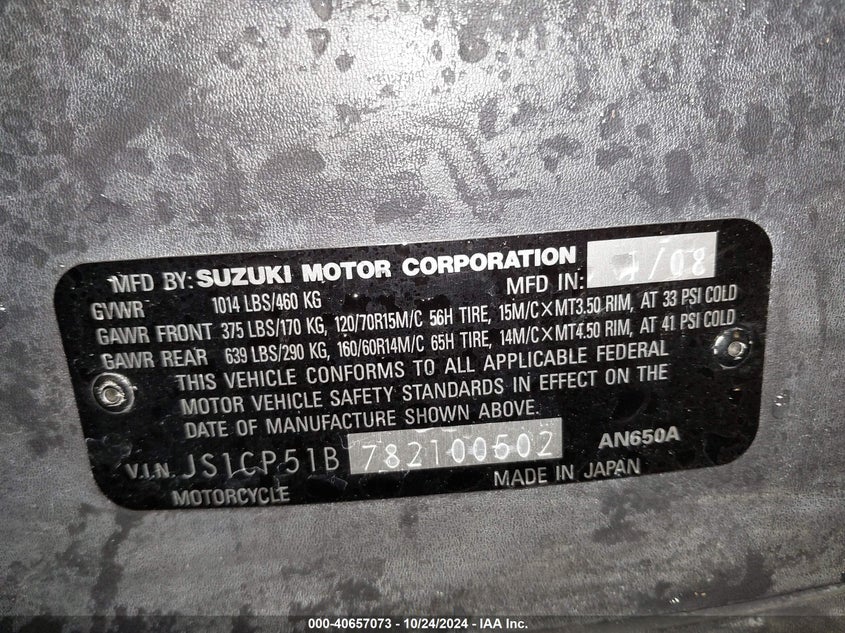 MFD BY: SUZUKI MOTOR CORPORATION
MFD IN: /08
GVWR 1014 LBS/460 KG
GAWR FRONT 375 LBS/170 KG, 120/70R15M/C 56H TIRE, 15M/C×MT3.50 RIM, AT 33 PSI COLD
GAWR REAR 639 LBS/290 KG, 160/60R14M/C 65H TIRE, 14M/C×MT4.50 RIM, AT 41 PSI COLD
THIS VEHICLE CONFORMS TO ALL APPLICABLE FEDERAL
MOTOR VEHICLE SAFETY STANDARDS IN EFFECT ON THE
DATE OF MANUFACTURE SHOWN ABOVE.
V.I.N. JS1CP51B 782100602 AN650A
MOTORCYCLE MADE IN JAPAN
000-40657073 - 10/24/2024 - IAA Inc.